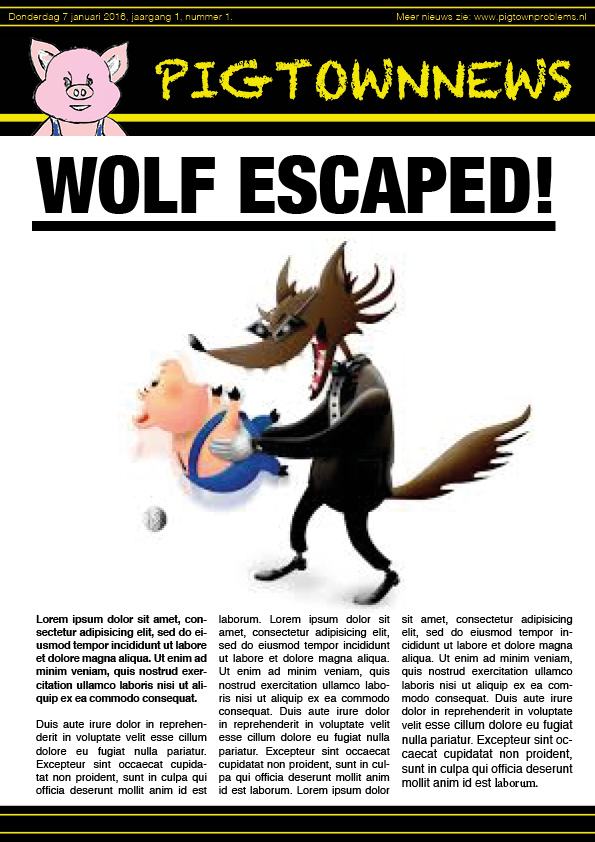 Donderdag 7 januari 2016, jaargang 1, nummer 1.
Meer nieuws zie: www.pigtownproblems.nl
PIGTOWNNEWS
WOLF ESCAPED!
Lorem ipsum dolor sit amet, con-
sectetur adipisicing elit, sed do ei-
usmod tempor incididunt ut labore
et dolore magna aliqua. Ut enim ad
minim veniam, quis nostrud exer-
citation ullamco laboris nisi ut ali-
quip ex ea commodo consequat.
Duis aute irure dolor in reprehen-
derit in voluptate velit esse cillum
dolore eu fugiat nulla pariatur.
Excepteur sint occaecat cupida-
tat non proident, sunt in culpa qui
officia deserunt mollit anim id est
laborum. Lorem ipsum dolor sit
amet, consectetur adipisicing elit,
sed do eiusmod tempor incididunt
ut labore et dolore magna aliqua.
Ut enim ad minim veniam, quis
nostrud exercitation ullamco labo-
ris nisi ut aliquip ex ea commodo
consequat. Duis aute irure dolor
in reprehenderit in voluptate velit
esse cillum dolore eu fugiat nulla
pariatur. Excepteur sint occaecat
cupidatat non proident, sunt in cul-
pa qui officia deserunt mollit anim
id est laborum. Lorem ipsum dolor
sit amet, consectetur adipisicing
elit, sed do eiusmod tempor in-
cididunt ut labore et dolore magna
aliqua. Ut enim ad minim veniam,
quis nostrud exercitation ullamco
laboris nisi ut aliquip ex ea com-
modo consequat. Duis aute irure
dolor in reprehenderit in voluptate
velit esse cillum dolore eu fugiat
nulla pariatur. Excepteur sint oc-
caecat cupidatat non proident,
sunt in culpa qui officia deserunt
mollit anim id est laborum.